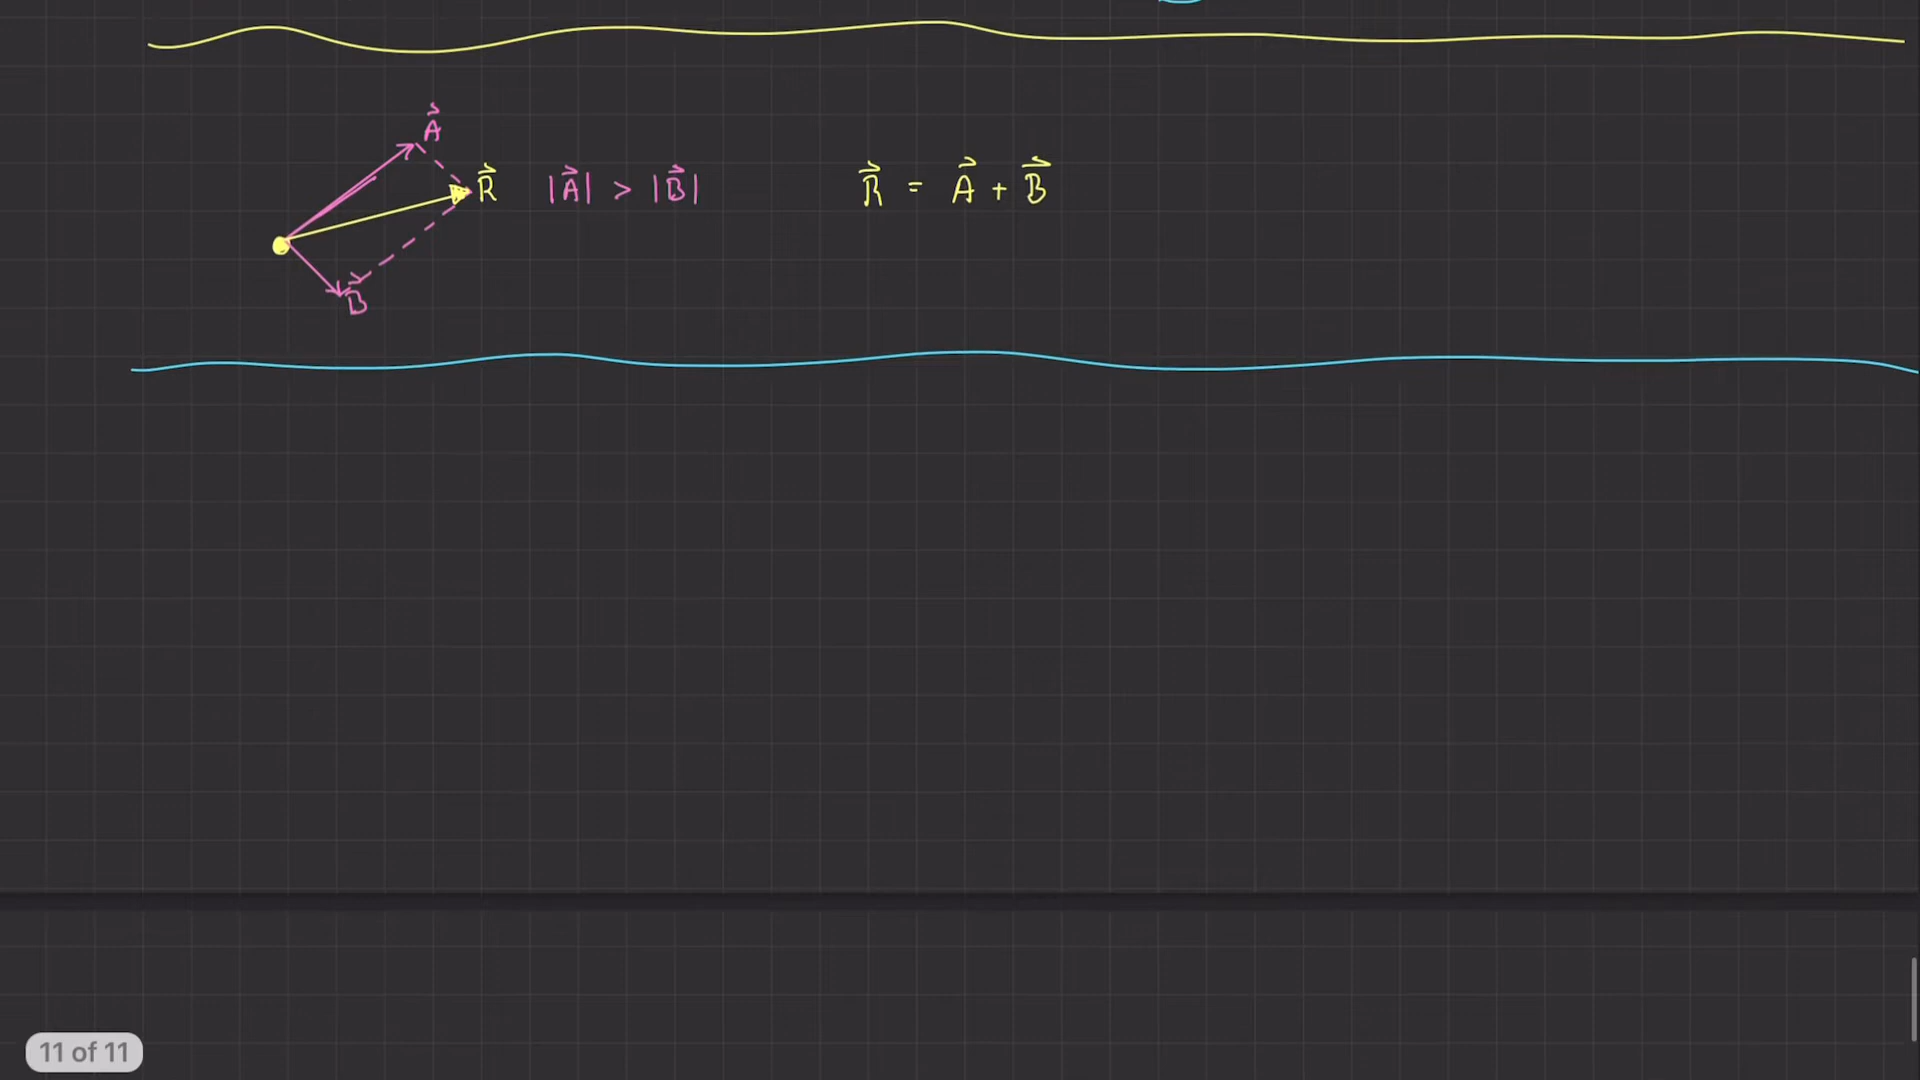 A⃗
R⃗ |A⃗| > |B⃗| R⃗ = A⃗ + B⃗
B⃗
11 of 11